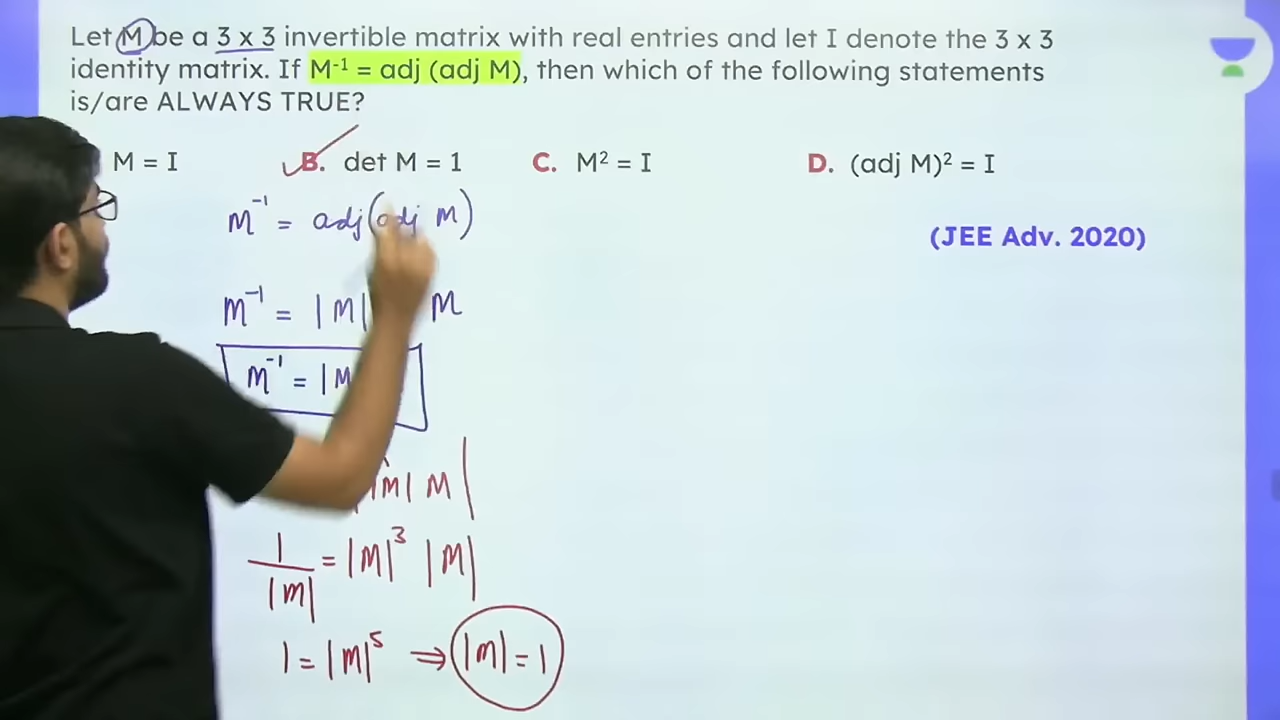 Let M be a 3 x 3 invertible matrix with real entries and let I denote the 3 x 3
identity matrix. If M⁻¹ = adj (adj M), then which of the following statements
is/are ALWAYS TRUE?
M = I B. det M = 1 C. M² = I D. (adj M)² = I
(JEE Adv. 2020)
M⁻¹ = adj(adj M)
M⁻¹ = |M| M
M⁻¹ = |M
|M| M|
1/|M| = |M|³ |M|
1 = |M|⁵ ⇒ |M| = 1